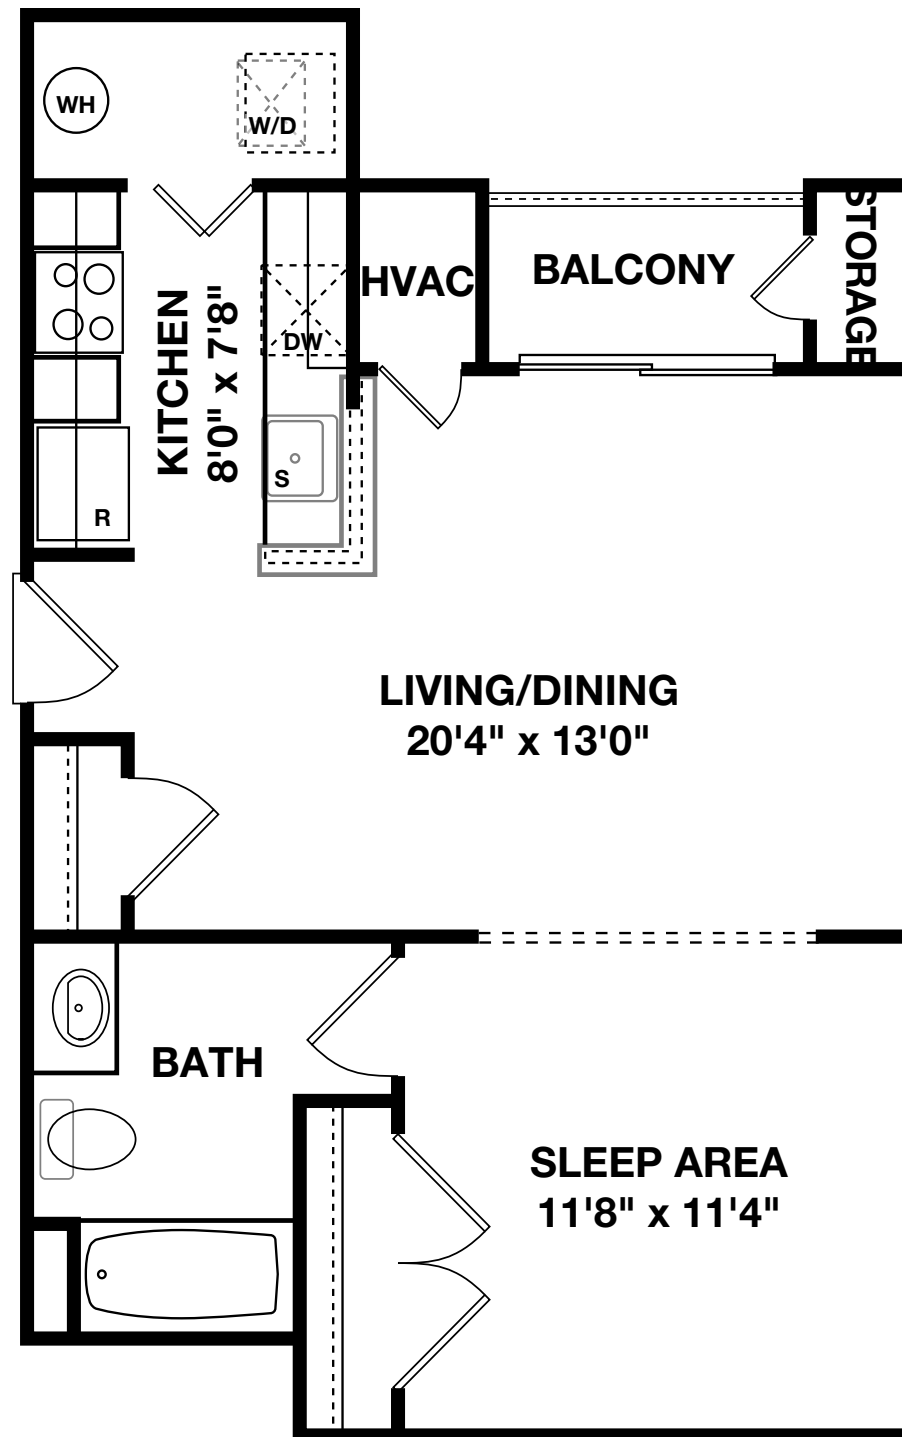 WH
W/D
HVAC
BALCONY
STORAGE
KITCHEN
8'0" x 7'8"
DW
S
R
LIVING/DINING
20'4" x 13'0"
BATH
SLEEP AREA
11'8" x 11'4"